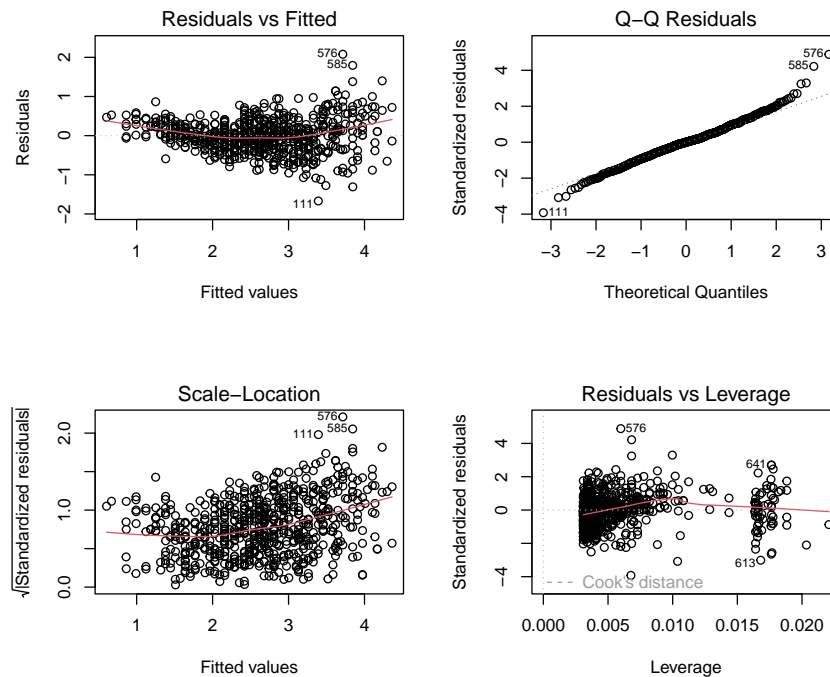 Residuals vs Fitted
Residuals
2
1
0
−1
−2
576
585
111
1 2 3 4
Fitted values
Q−Q Residuals
Standardized residuals
4
2
0
−2
−4
576
585
111
−3 −2 −1 0 1 2 3
Theoretical Quantiles
Scale−Location
√|Standardized residuals|
2.0
1.0
0.0
576
585
111
1 2 3 4
Fitted values
Residuals vs Leverage
Standardized residuals
4
2
0
−4
576
641
613
Cook's distance
0.000 0.005 0.010 0.015 0.020
Leverage